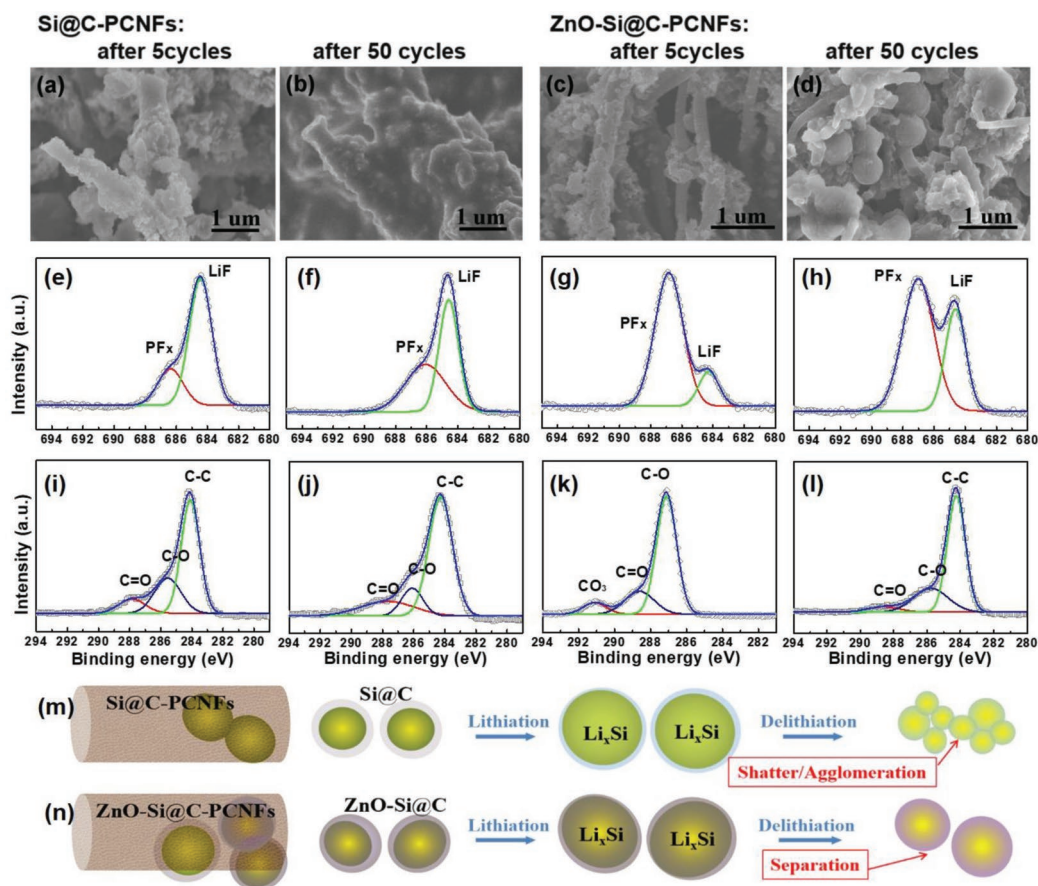 Si@C-PCNFs:
after 5cycles
after 50 cycles
ZnO-Si@C-PCNFs:
after 5cycles
after 50 cycles
(a)
1 um
(b)
1 um
(c)
1 um
(d)
1 um
Intensity (a.u.)
(e)
PFx
LiF
694 692 690 688 686 684 682 680
(f)
PFx
LiF
694 692 690 688 686 684 682 680
(g)
PFx
LiF
694 692 690 688 686 684 682 680
(h)
PFx
LiF
694 692 690 688 686 684 682 680
Intensity (a.u.)
(i)
C-C
C-O
C=O
294 292 290 288 286 284 282 280
Binding energy (eV)
(j)
C-C
C-O
C=O
294 292 290 288 286 284 282 280
Binding energy (eV)
(k)
C-O
C=O
CO₃
294 292 290 288 286 284 282
Binding energy (eV)
(l)
C-C
C-O
C=O
294 292 290 288 286 284 282 280
Binding energy (eV)
(m)
Si@C-PCNFs
Si@C
Lithiation
LiₓSi
LiₓSi
Delithiation
Shatter/Agglomeration
(n)
ZnO-Si@C-PCNFs
ZnO-Si@C
Lithiation
LiₓSi
LiₓSi
Delithiation
Separation